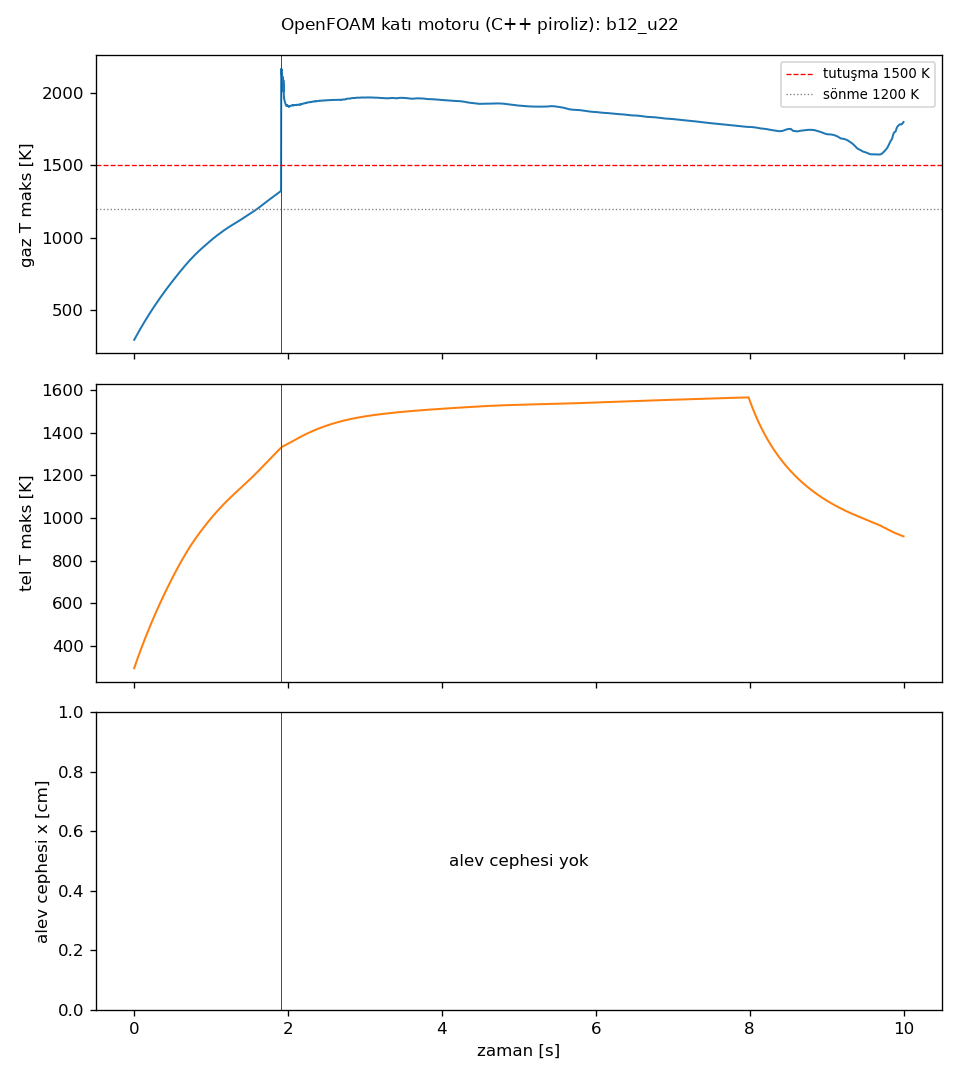 OpenFOAM katı motoru (C++ piroliz): b12_u22
gaz T maks [K]
2000
1500
1000
500
tutuşma 1500 K
sönme 1200 K
tel T maks [K]
1600
1400
1200
1000
800
600
400
alev cephesi x [cm]
1.0
0.8
0.6
0.4
0.2
0.0
alev cephesi yok
0 2 4 6 8 10
zaman [s]